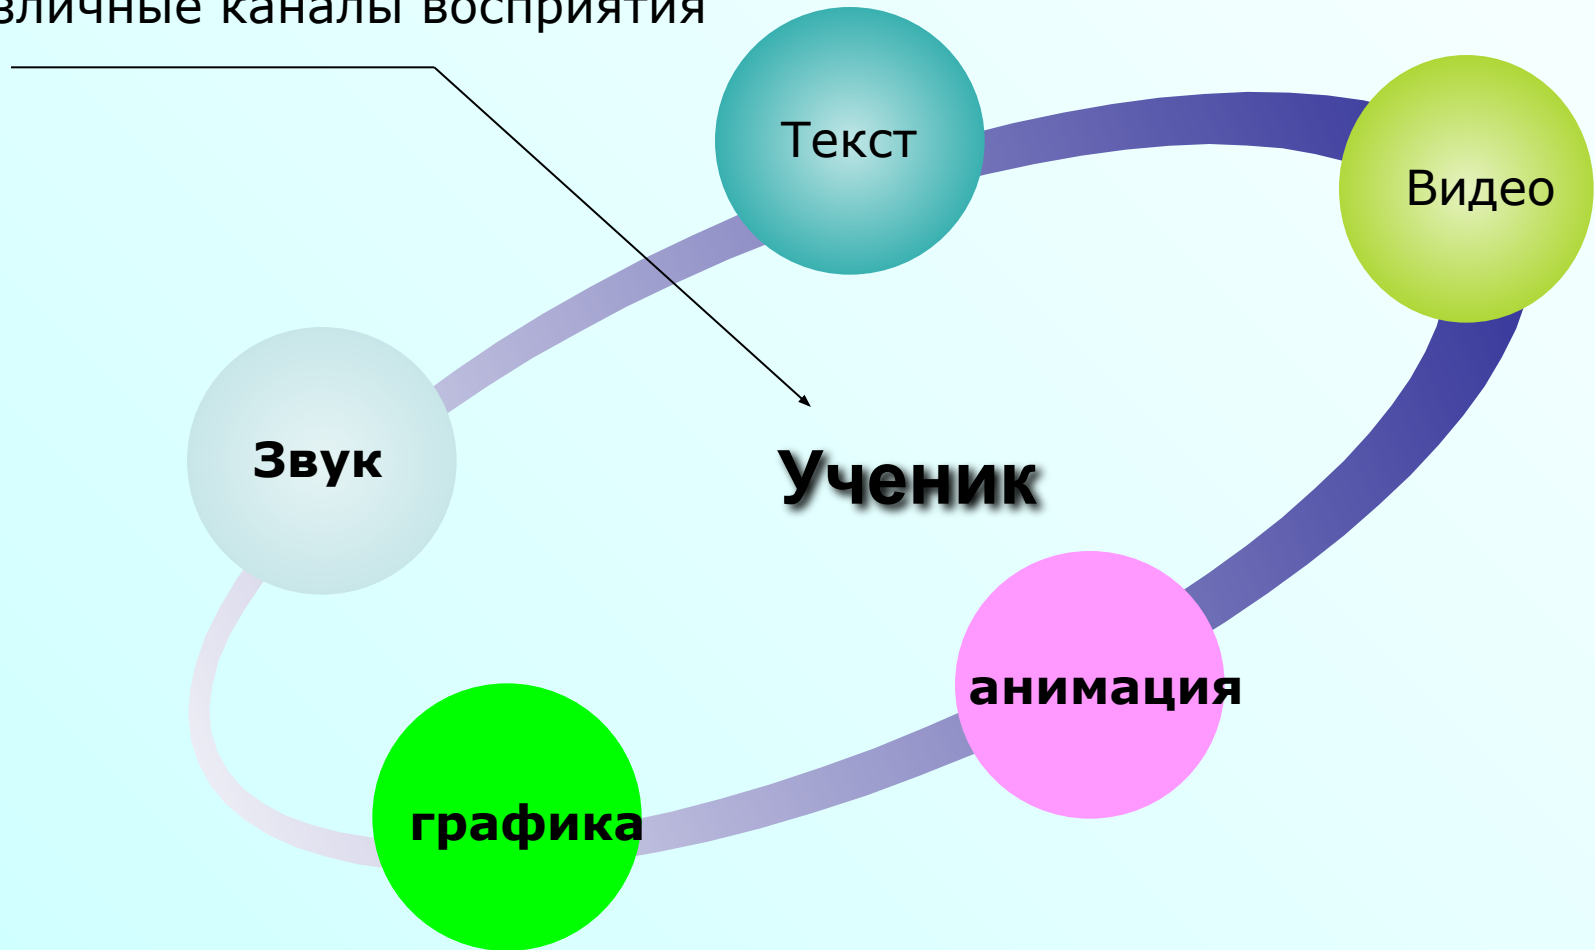 зличные каналы восприятия
Текст
Видео
Звук
Ученик
анимация
графика